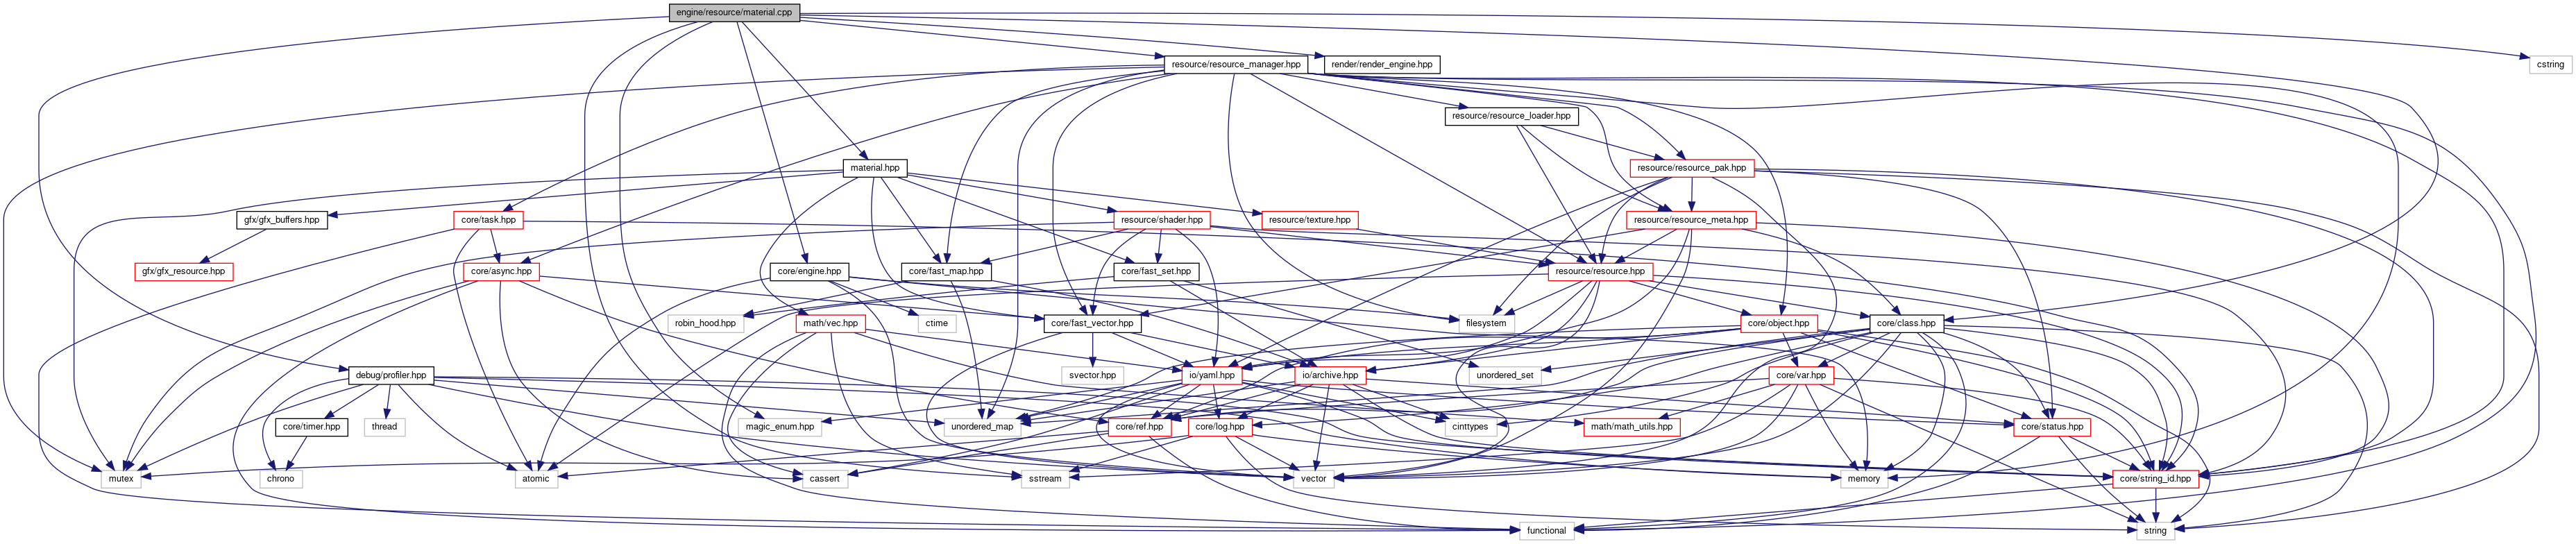 engine/resource/material.cpp
resource/resource_manager.hpp
render/render_engine.hpp
cstring
resource/resource_loader.hpp
material.hpp
resource/resource_pak.hpp
gfx/gfx_buffers.hpp
core/task.hpp
resource/shader.hpp
resource/texture.hpp
resource/resource_meta.hpp
gfx/gfx_resource.hpp
core/async.hpp
core/engine.hpp
core/fast_map.hpp
core/fast_set.hpp
resource/resource.hpp
robin_hood.hpp
math/vec.hpp
ctime
core/fast_vector.hpp
filesystem
core/object.hpp
core/class.hpp
debug/profiler.hpp
svector.hpp
io/yaml.hpp
io/archive.hpp
unordered_set
core/var.hpp
core/timer.hpp
thread
magic_enum.hpp
unordered_map
core/ref.hpp
core/log.hpp
cinttypes
math/math_utils.hpp
core/status.hpp
mutex
chrono
atomic
cassert
sstream
vector
memory
core/string_id.hpp
functional
string